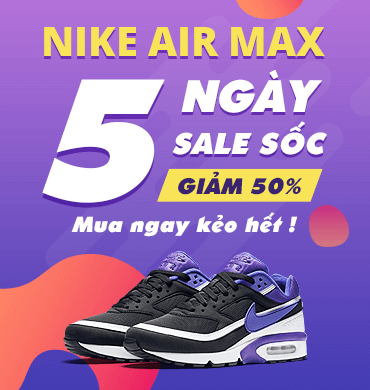 NIKE AIR MAX
5 NGÀY
SALE SỐC
GIẢM 50%
Mua ngay kẻo hết !